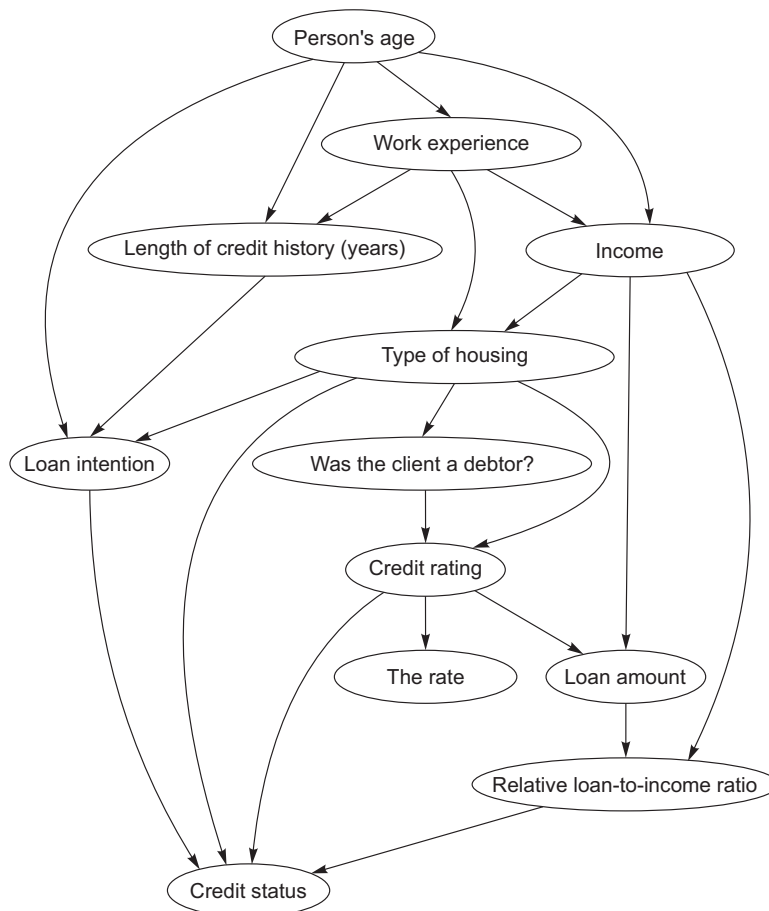 Person's age
Work experience
Length of credit history (years)
Income
Type of housing
Loan intention
Was the client a debtor?
Credit rating
The rate
Loan amount
Relative loan-to-income ratio
Credit status